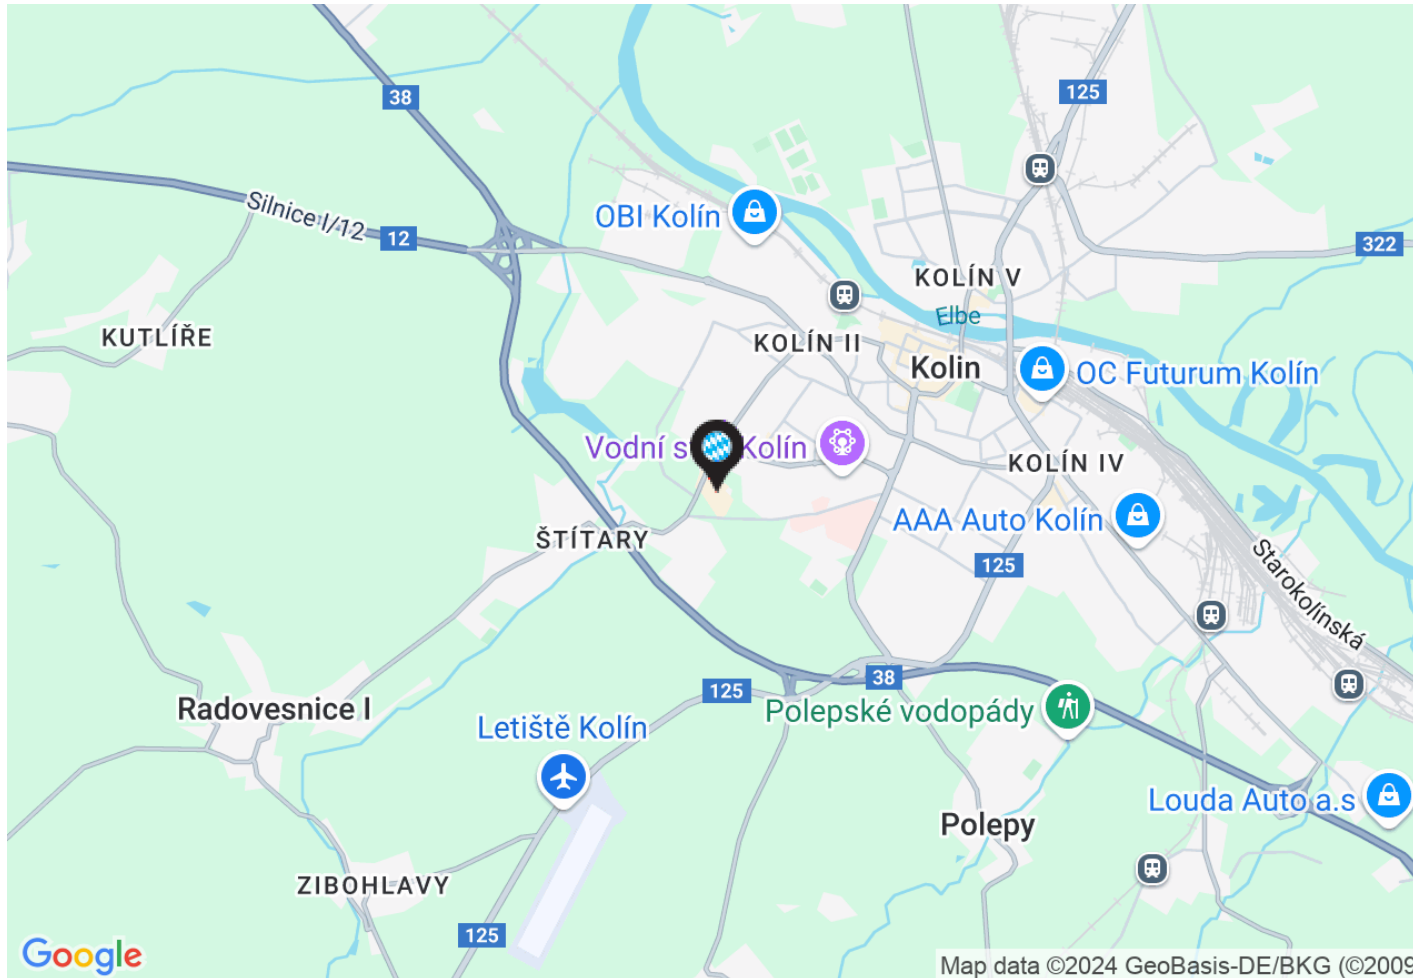 38
125
Silnice I/12
12
OBI Kolín
322
KOLÍN V
Elbe
KUTLÍŘE
KOLÍN II
Kolin
OC Futurum Kolín
Vodní Kolín
KOLÍN IV
AAA Auto Kolín
ŠTÍTARY
125
Starokolínská
38
125
Radovesnice I
Letiště Kolín
Polepské vodopády
Louda Auto a.s
Polepy
ZIBOHLAVY
125
Google
Map data ©2024 GeoBasis-DE/BKG (©2009